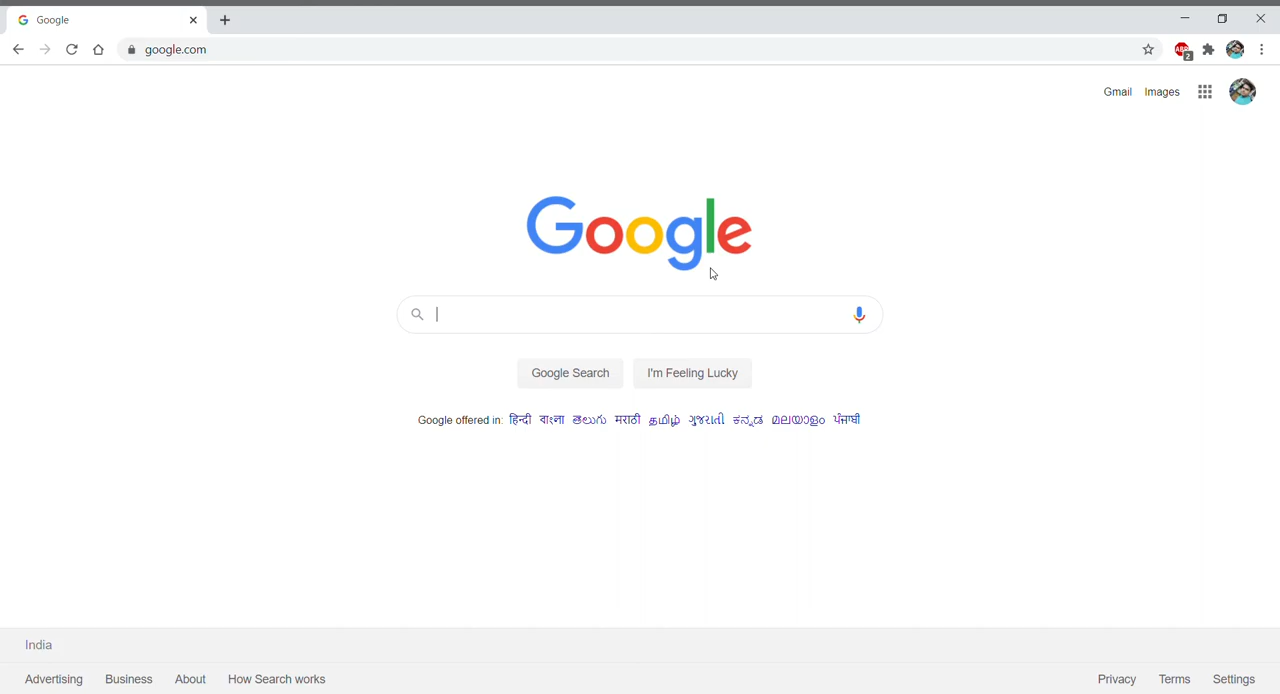 Google
google.com
Gmail Images
Google
Google Search I'm Feeling Lucky
Google offered in: हिन्दी বাংলা తెలుగు मराठी தமிழ் ગુજરાતી ಕನ್ನಡ മലയാളം ਪੰਜਾਬੀ
India
Advertising Business About How Search works Privacy Terms Settings